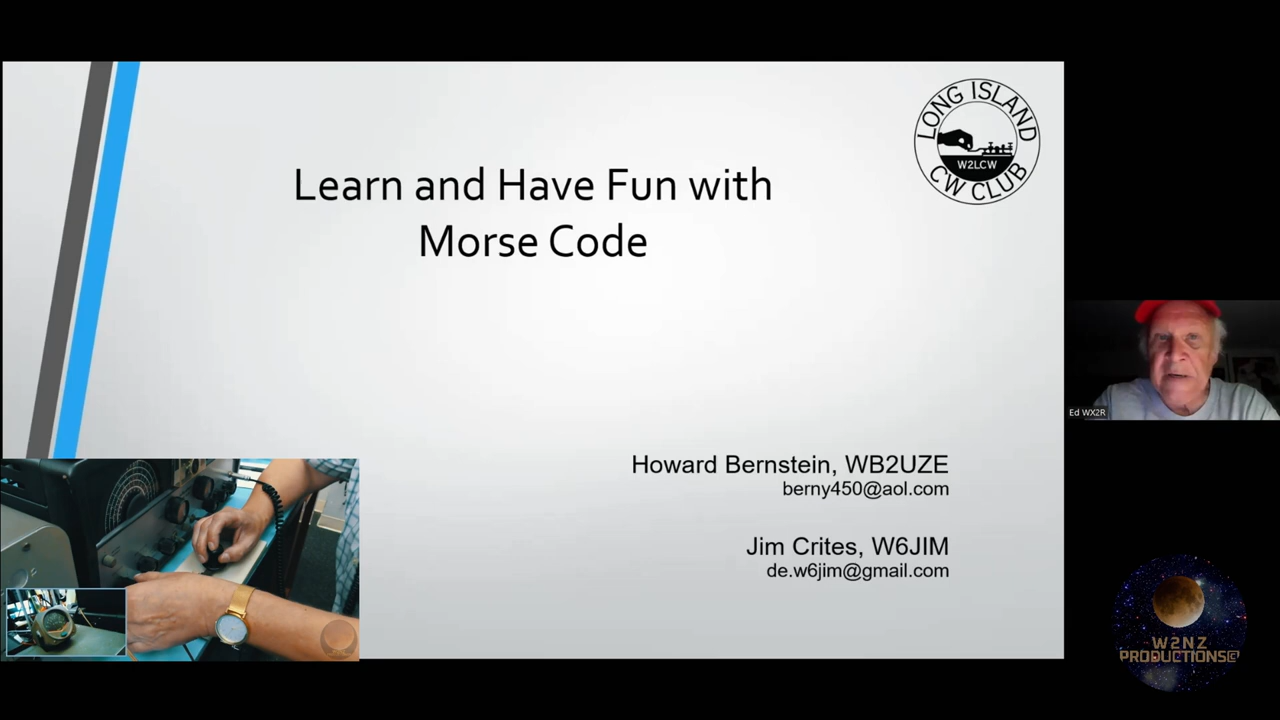 LONG ISLAND
W2LCW
CW CLUB
Learn and Have Fun with
Morse Code
Howard Bernstein, WB2UZE
berny450@aol.com
Jim Crites, W6JIM
de.w6jim@gmail.com
Ed WX2R
W2NZ
PRODUCTIONS©